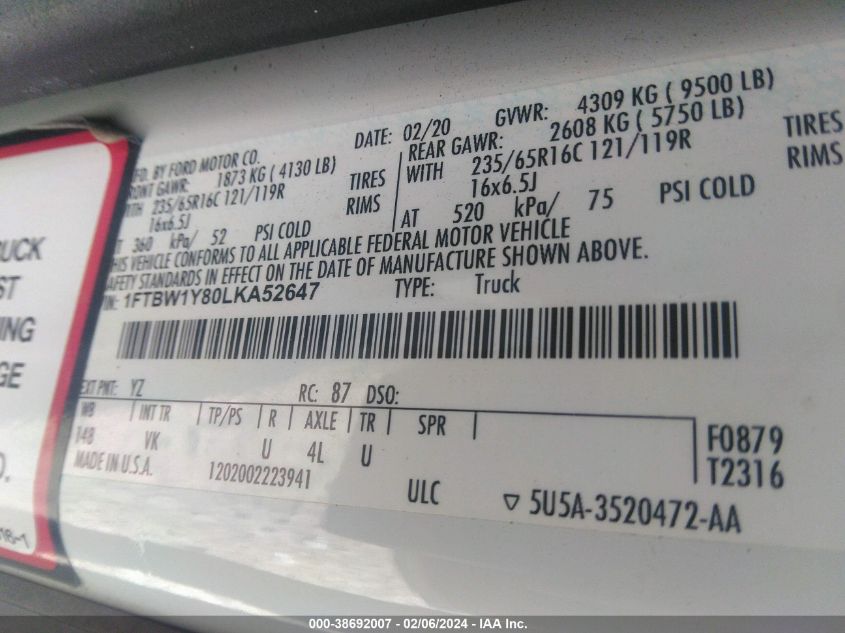 FD. BY FORD MOTOR CO.
DATE: 02/20
GVWR: 4309 KG ( 9500 LB)
RONT GAWR: 1873 KG ( 4130 LB)
REAR GAWR: 2608 KG ( 5750 LB)
ITH 235/65R16C 121/119R TIRES
WITH 235/65R16C 121/119R TIRES
16x6.5J RIMS
16x6.5J RIMS
T 360 kPa/ 52 PSI COLD
AT 520 kPa/ 75 PSI COLD
HIS VEHICLE CONFORMS TO ALL APPLICABLE FEDERAL MOTOR VEHICLE
AFETY STANDARDS IN EFFECT ON THE DATE OF MANUFACTURE SHOWN ABOVE.
IN: 1FTBW1Y80LKA52647
TYPE: Truck
EXT PNT: YZ RC: 87 DSO:
WB INT TR TP/PS R AXLE TR SPR
148 VK U 4L U
F0879
T2316
MADE IN U.S.A.
1202002223941
ULC
▽ 5U5A-3520472-AA
UCK
ST
ING
GE
D.
16-1
000-38692007 - 02/06/2024 - IAA Inc.